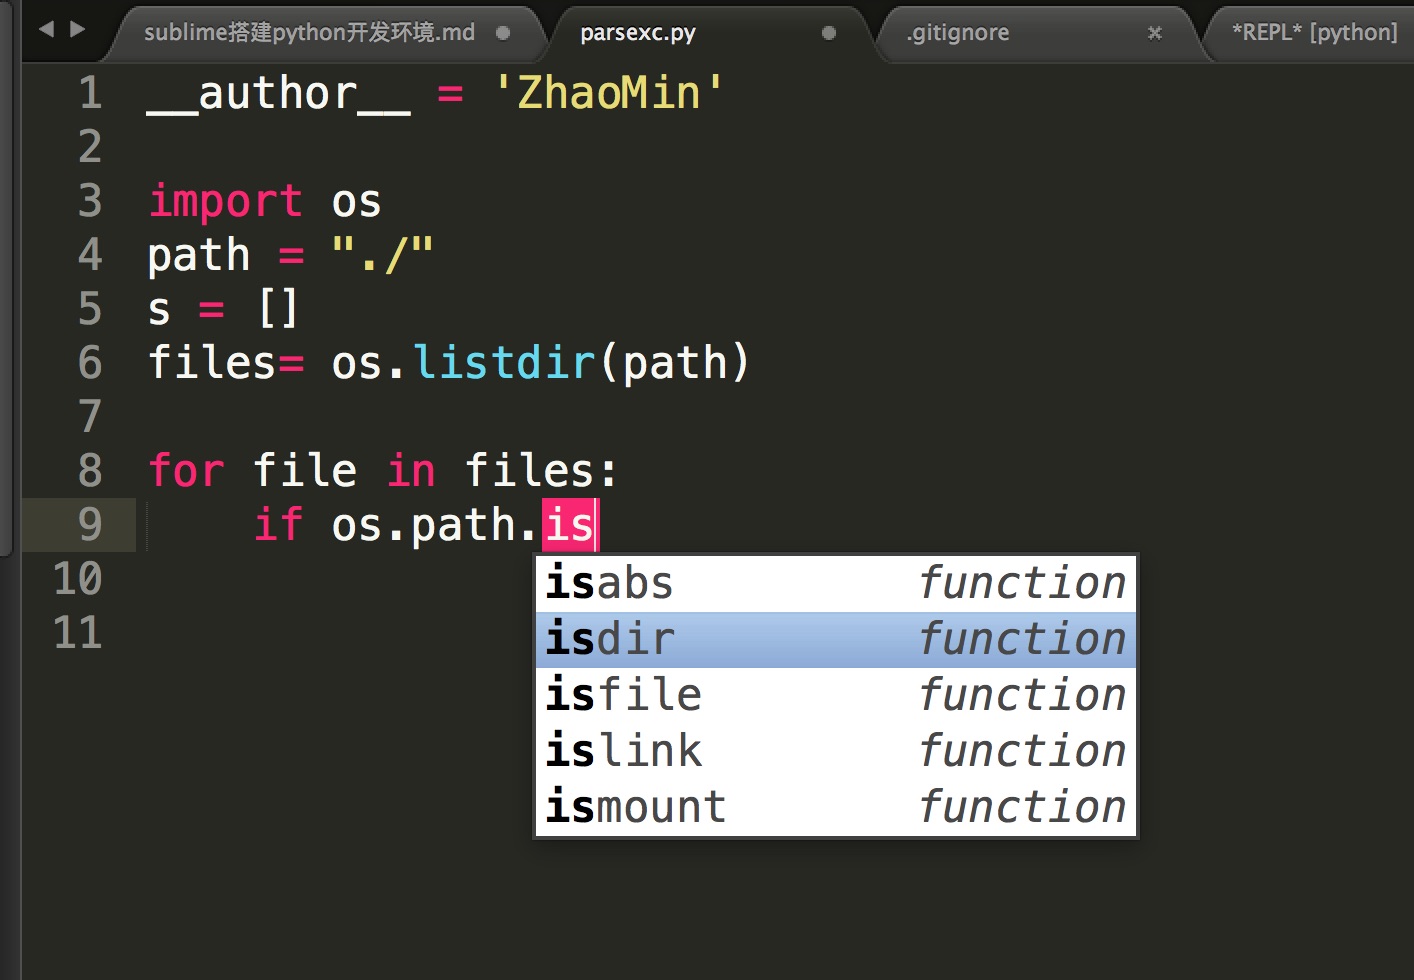 sublime搭建python开发环境.md parsexc.py .gitignore *REPL* [python]
1 __author__ = 'ZhaoMin'
2
3 import os
4 path = "./"
5 s = []
6 files= os.listdir(path)
7
8 for file in files:
9     if os.path.is
10
11
isabs function
isdir function
isfile function
islink function
ismount function